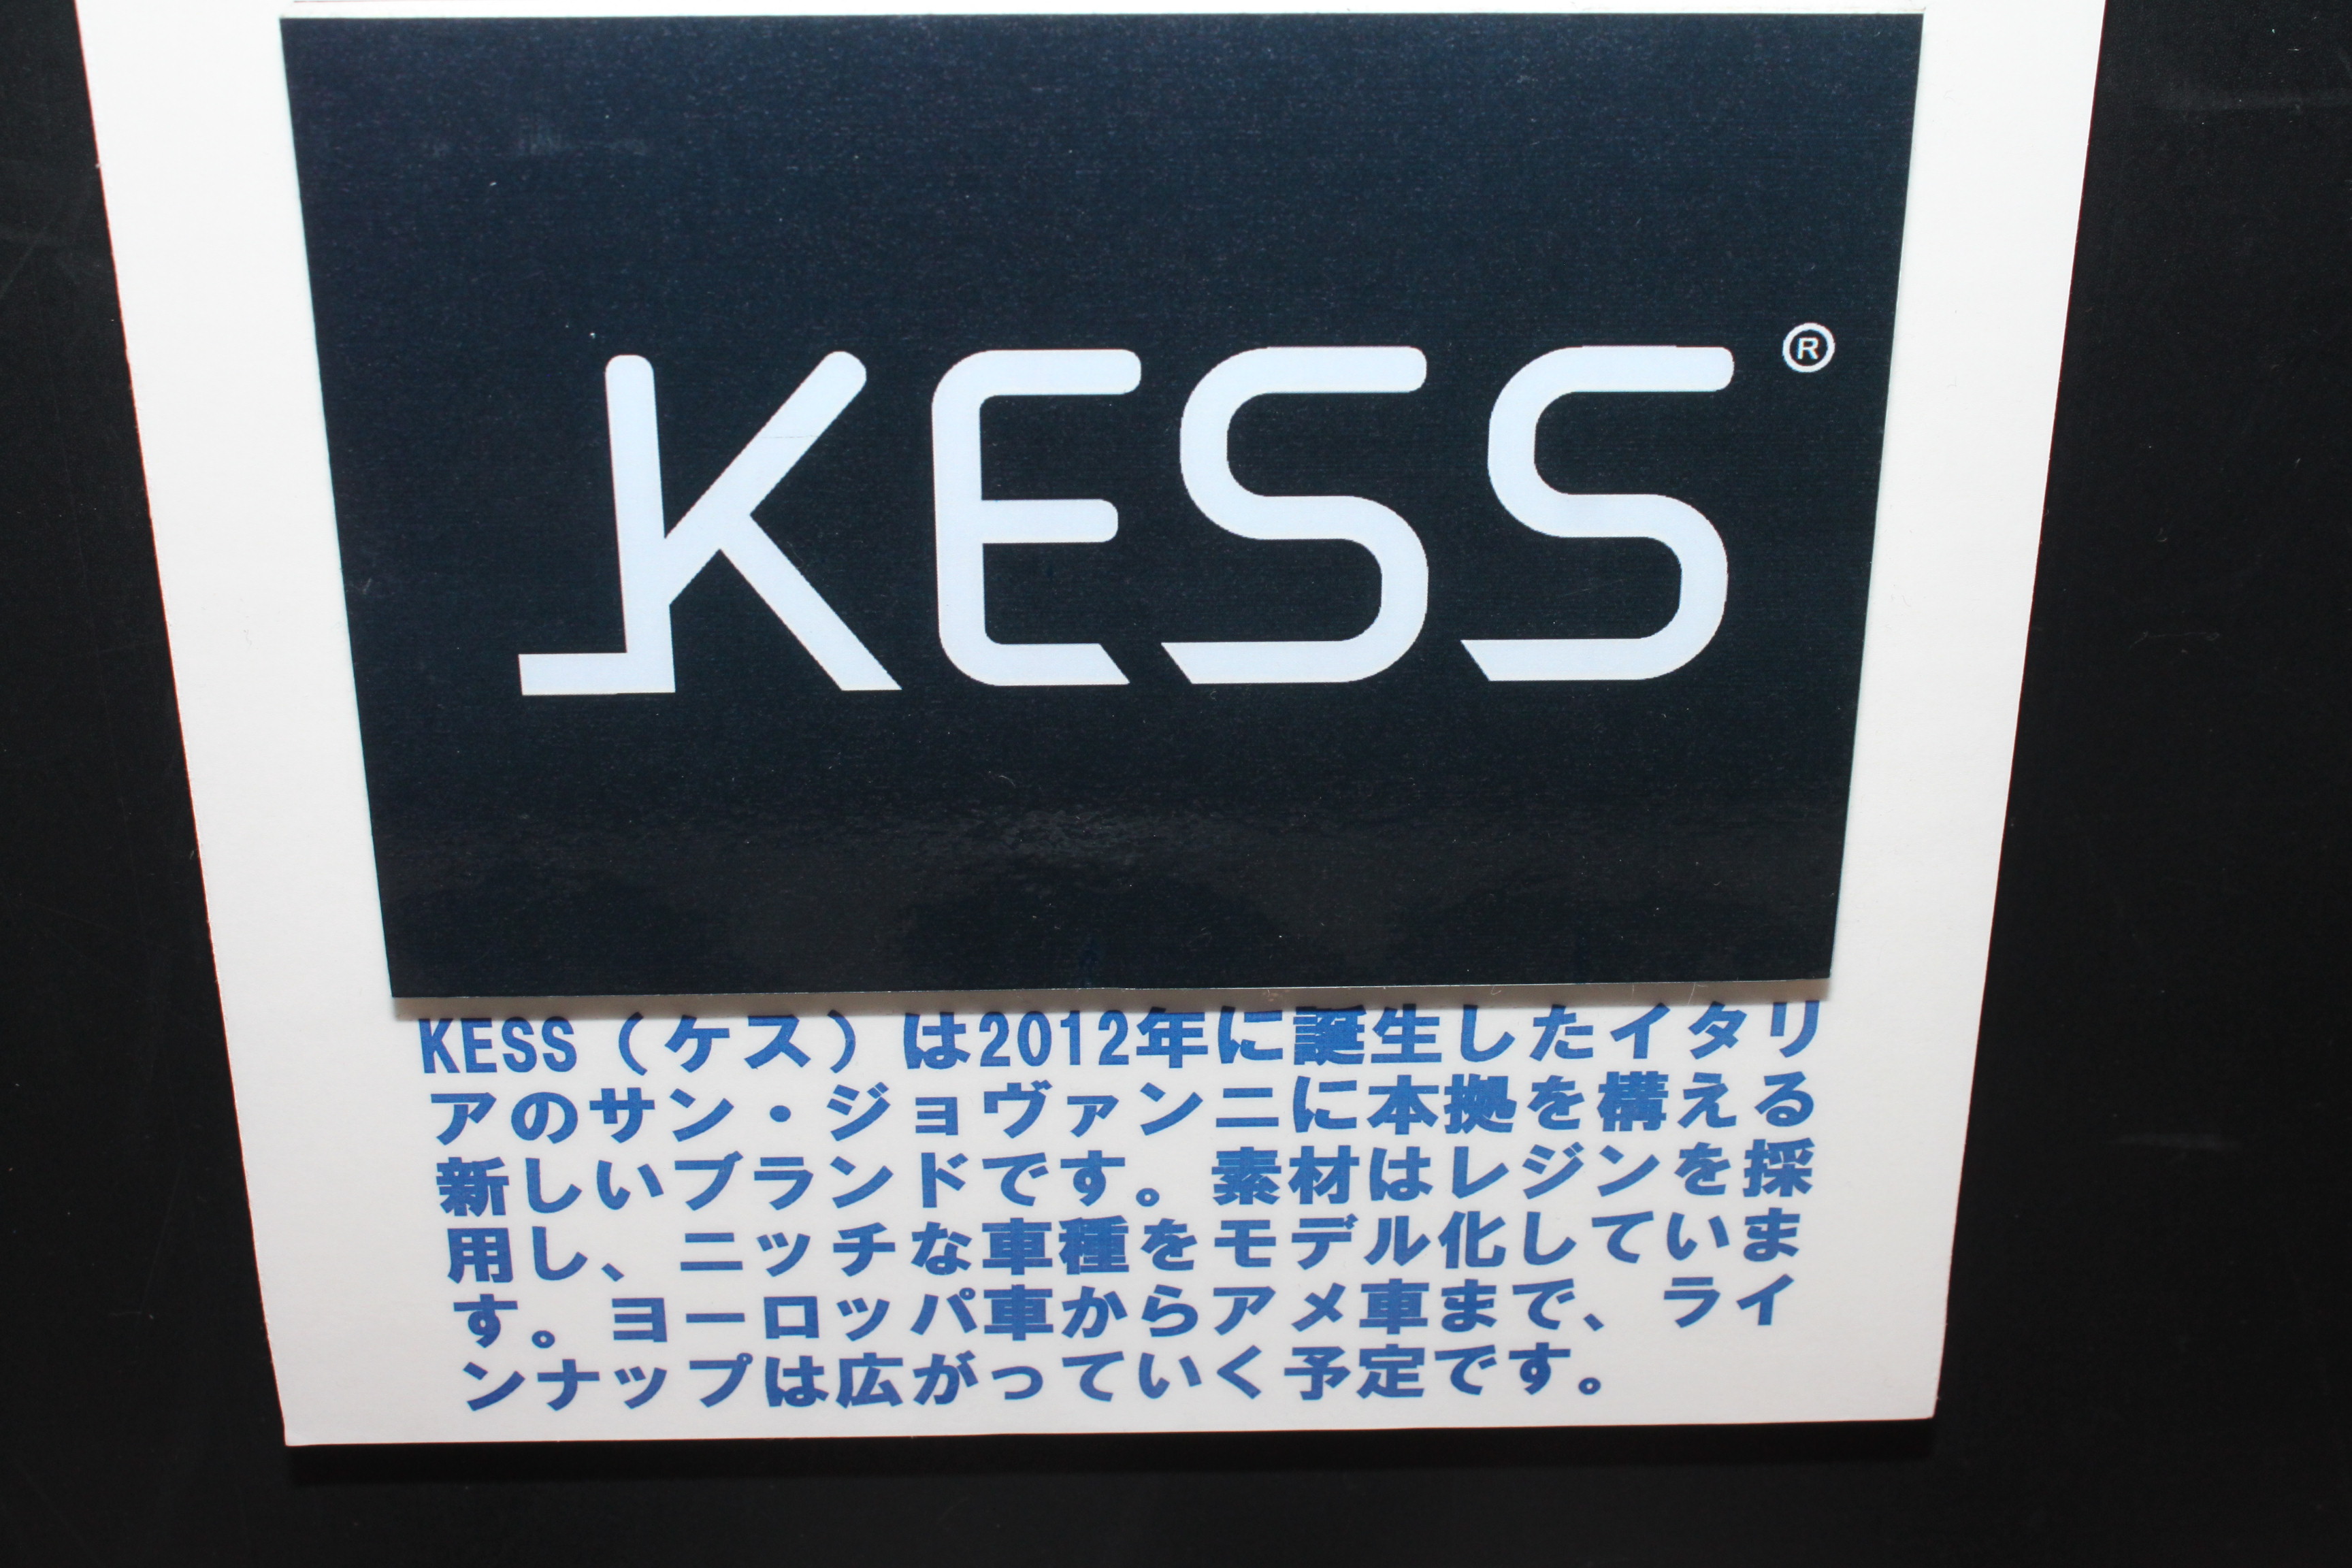 KESS®
KESS（ケス）は2012年に誕生したイタリ
アのサン・ジョヴァンニに本拠を構える
新しいブランドです。素材はレジンを採
用し、ニッチな車種をモデル化していま
す。ヨーロッパ車からアメ車まで、ライ
ンナップは広がっていく予定です。